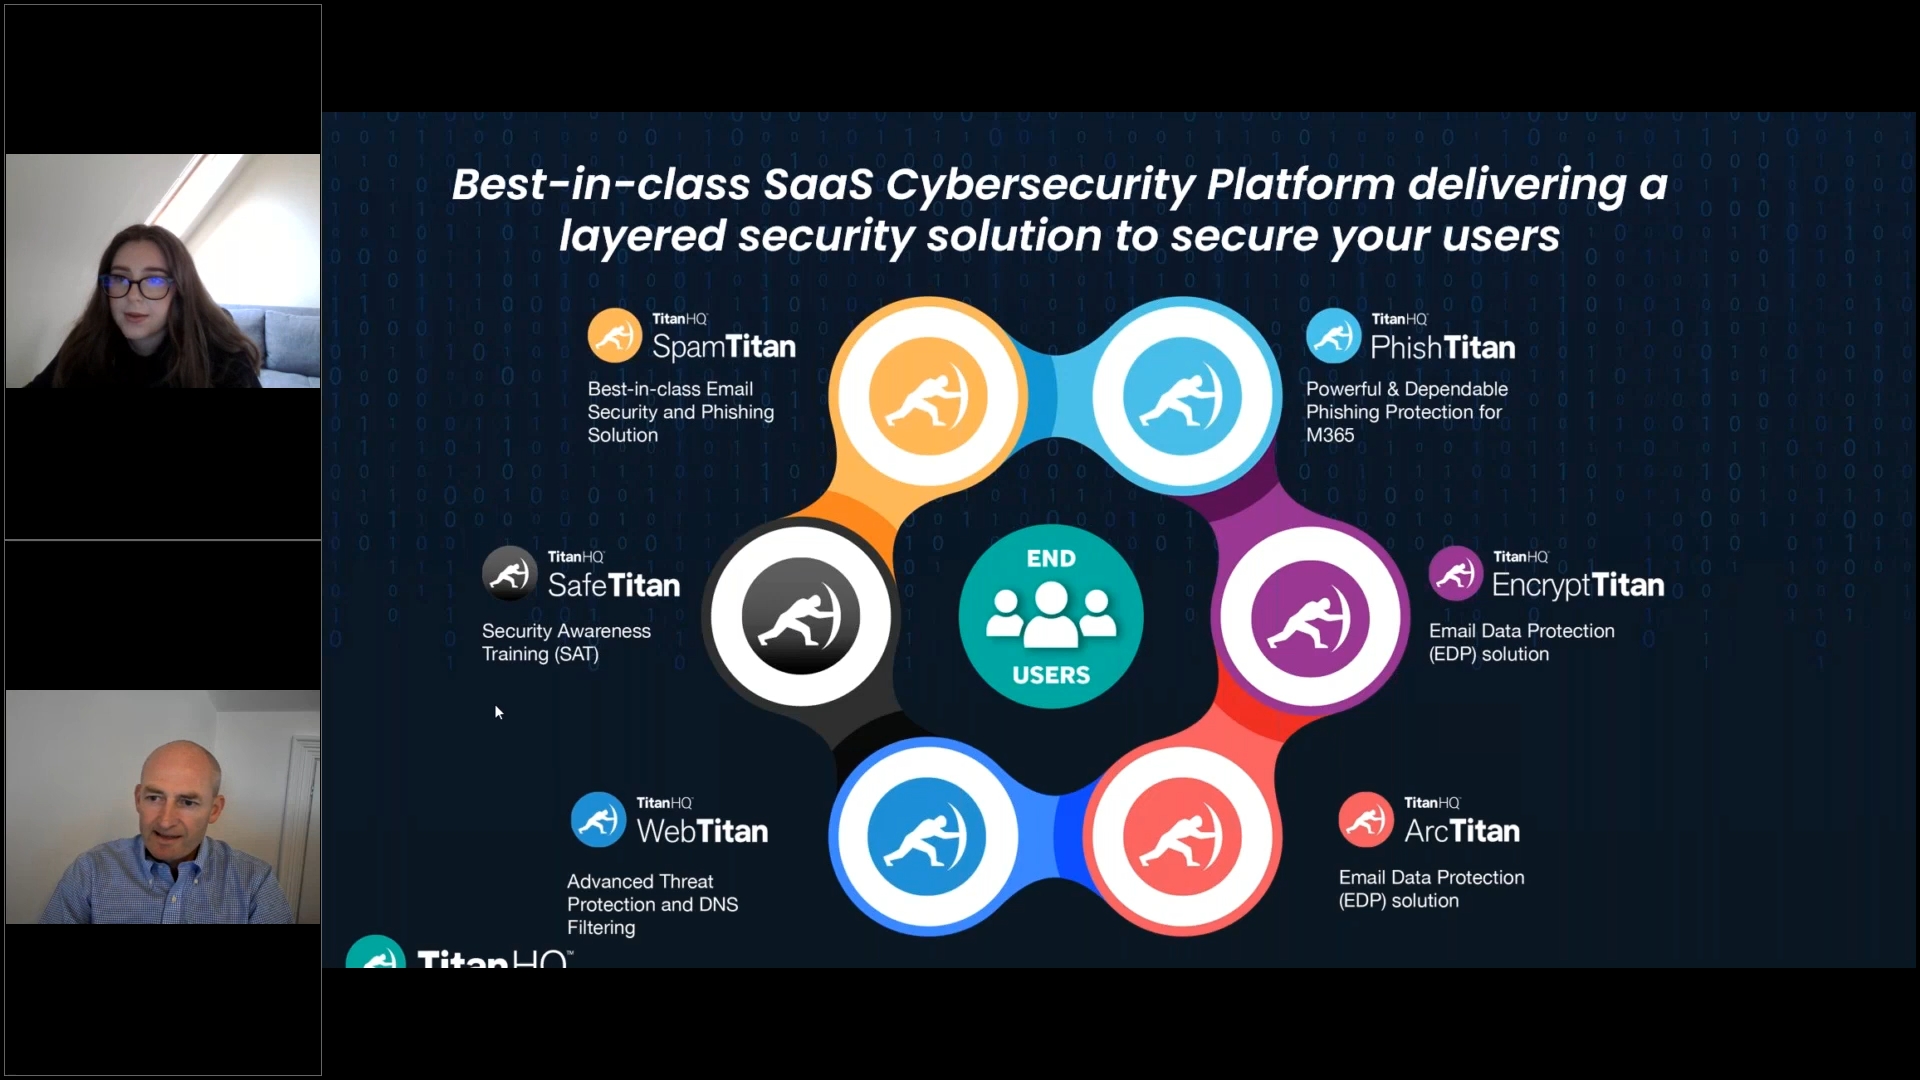 Best-in-class SaaS Cybersecurity Platform delivering a
layered security solution to secure your users
TitanHQ
SpamTitan
Best-in-class Email
Security and Phishing
Solution
TitanHQ
PhishTitan
Powerful & Dependable
Phishing Protection for
M365
TitanHQ
SafeTitan
Security Awareness
Training (SAT)
END
USERS
TitanHQ
EncryptTitan
Email Data Protection
(EDP) solution
TitanHQ
WebTitan
Advanced Threat
Protection and DNS
Filtering
TitanHQ
ArcTitan
Email Data Protection
(EDP) solution
TitanHQ™